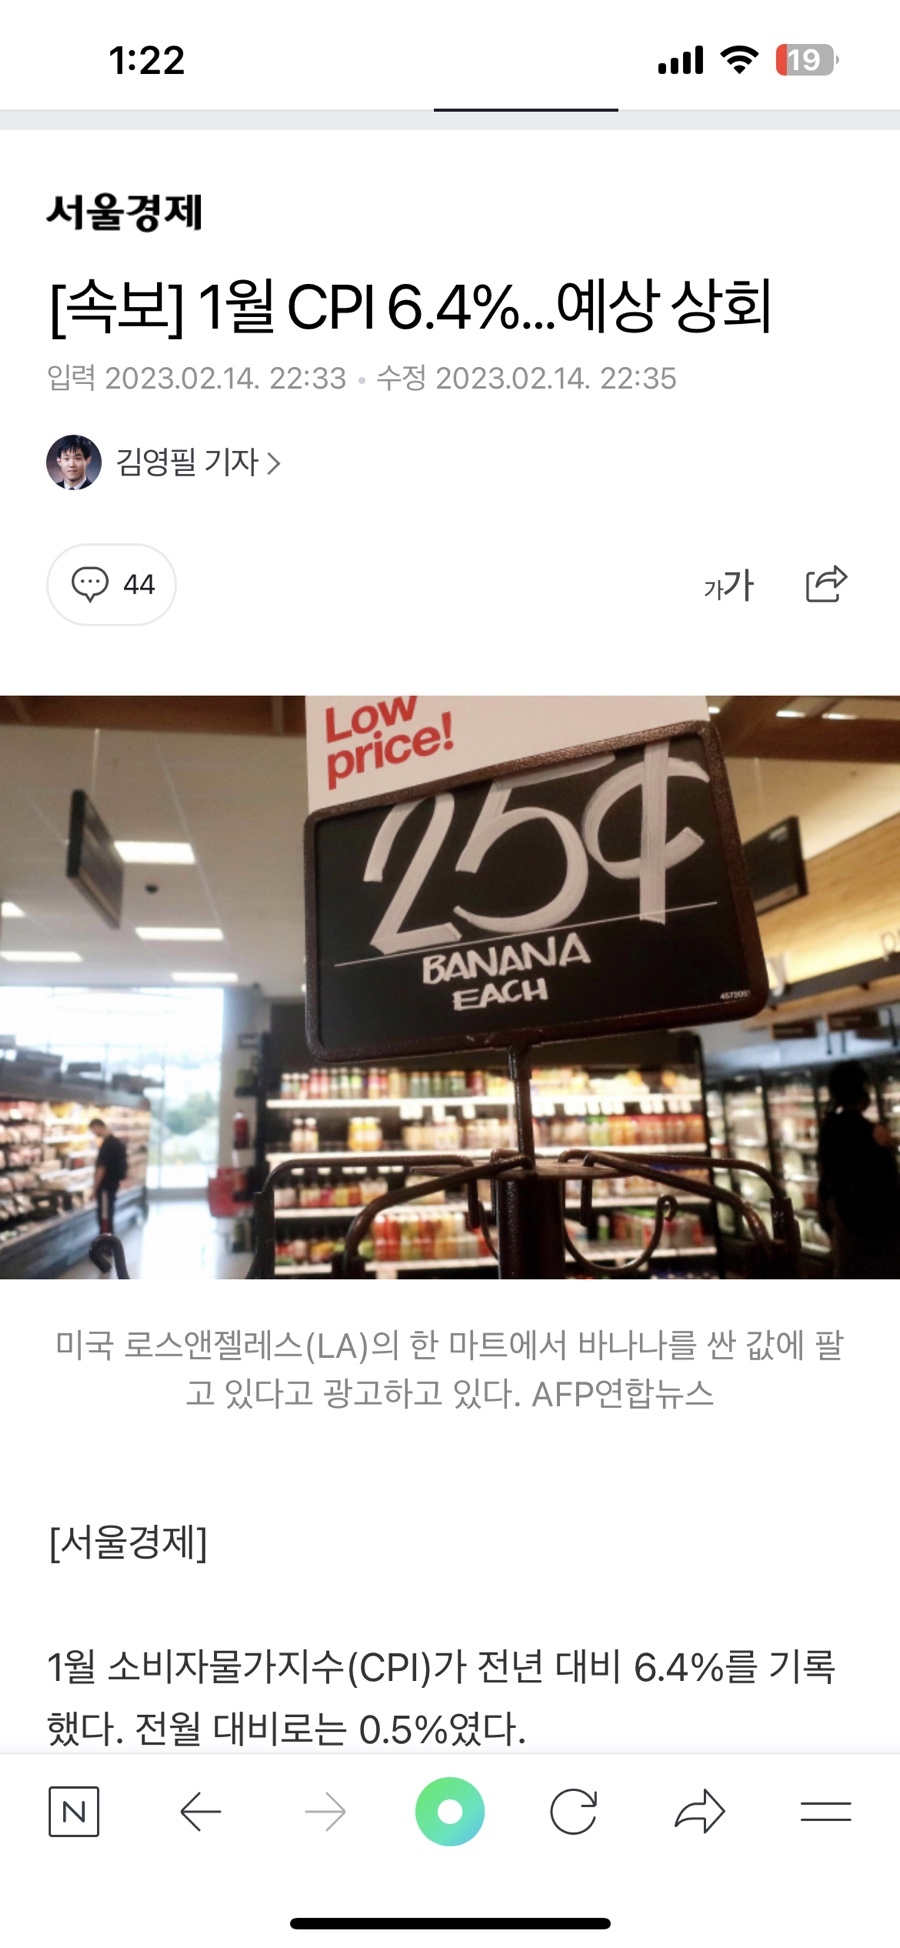 1:22
19
서울경제
[속보] 1월 CPI 6.4%...예상 상회
입력 2023.02.14. 22:33 • 수정 2023.02.14. 22:35
김영필 기자 >
44
가가
Low
price!
25¢
BANANA
EACH
미국 로스앤젤레스(LA)의 한 마트에서 바나나를 싼 값에 팔
고 있다고 광고하고 있다. AFP연합뉴스
[서울경제]
1월 소비자물가지수(CPI)가 전년 대비 6.4%를 기록
했다. 전월 대비로는 0.5%였다.
N